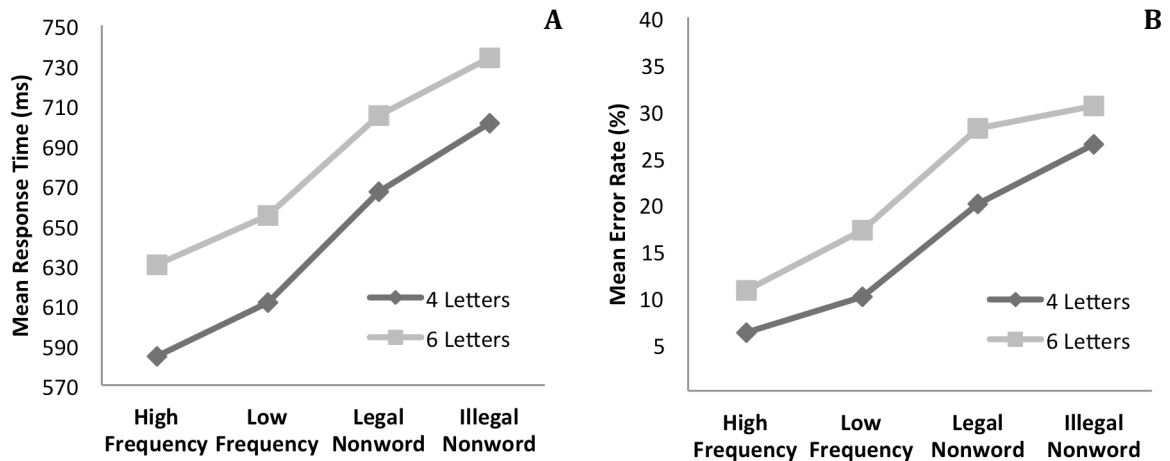 A
Mean Response Time (ms)
750
730
710
690
670
650
630
610
590
570
4 Letters
6 Letters
High
Frequency
Low
Frequency
Legal
Nonword
Illegal
Nonword
B
Mean Error Rate (%)
40
35
30
25
20
15
10
5
4 Letters
6 Letters
High
Frequency
Low
Frequency
Legal
Nonword
Illegal
Nonword